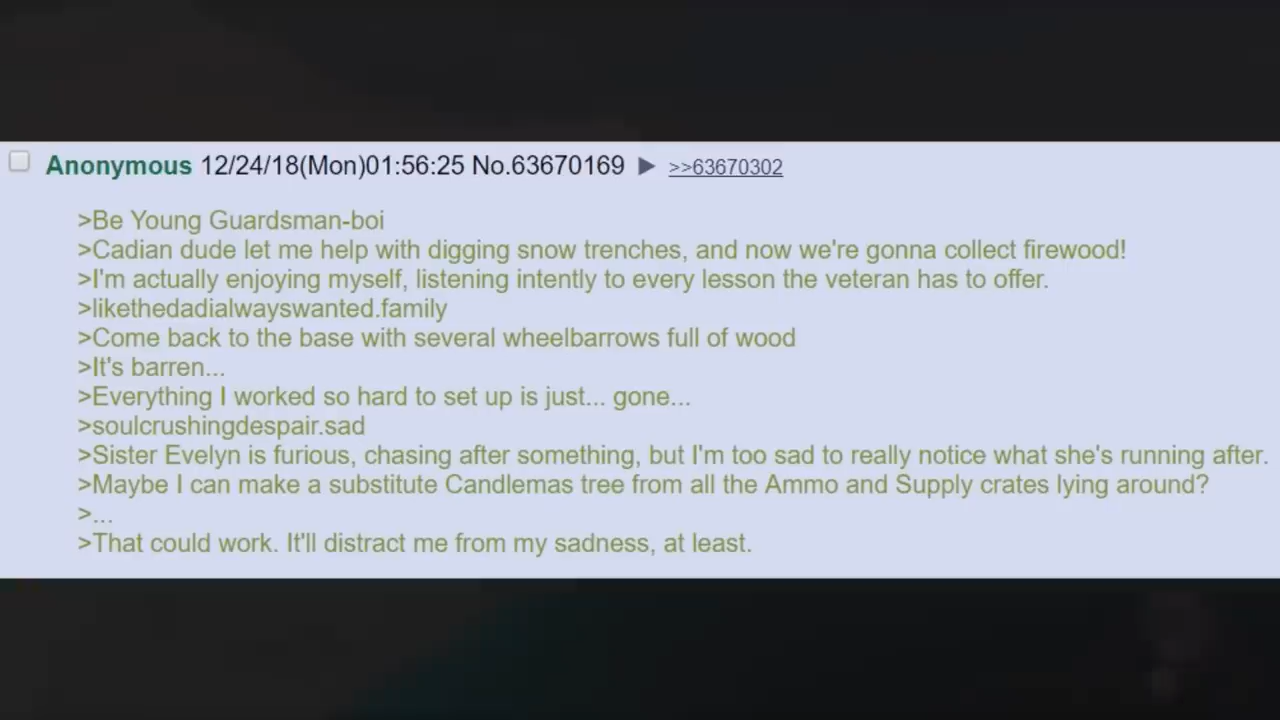 Anonymous 12/24/18(Mon)01:56:25 No.63670169 ▶ >>63670302
>Be Young Guardsman-boi
>Cadian dude let me help with digging snow trenches, and now we're gonna collect firewood!
>I'm actually enjoying myself, listening intently to every lesson the veteran has to offer.
>likethedadialwayswanted.family
>Come back to the base with several wheelbarrows full of wood
>It's barren...
>Everything I worked so hard to set up is just... gone...
>soulcrushingdespair.sad
>Sister Evelyn is furious, chasing after something, but I'm too sad to really notice what she's running after.
>Maybe I can make a substitute Candlemas tree from all the Ammo and Supply crates lying around?
>...
>That could work. It'll distract me from my sadness, at least.